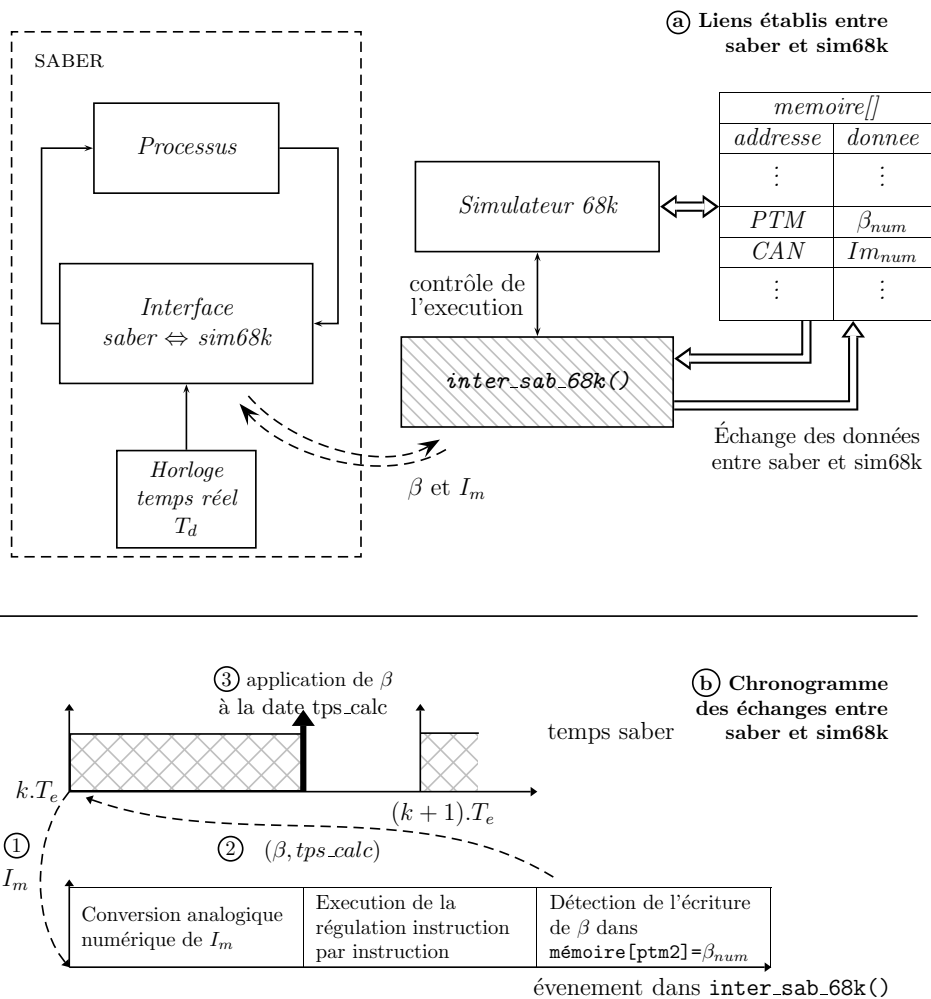 ⓐ Liens établis entre
saber et sim68k
SABER
Processus
Interface
saber ⇔ sim68k
Horloge
temps réel
T_d
Simulateur 68k
contrôle de
l'execution
inter_sab_68k()
β et I_m
memoire[]
addresse donnee
⋮ ⋮
PTM β_num
CAN Im_num
⋮ ⋮
Échange des données
entre saber et sim68k
ⓑ Chronogramme
des échanges entre
saber et sim68k
③ application de β
à la date tps_calc
temps saber
k.T_e
(k + 1).T_e
①
I_m
② (β, tps_calc)
Conversion analogique
numérique de I_m
Execution de la
régulation instruction
par instruction
Détection de l'écriture
de β dans
mémoire[ptm2]=β_num
évenement dans inter_sab_68k()